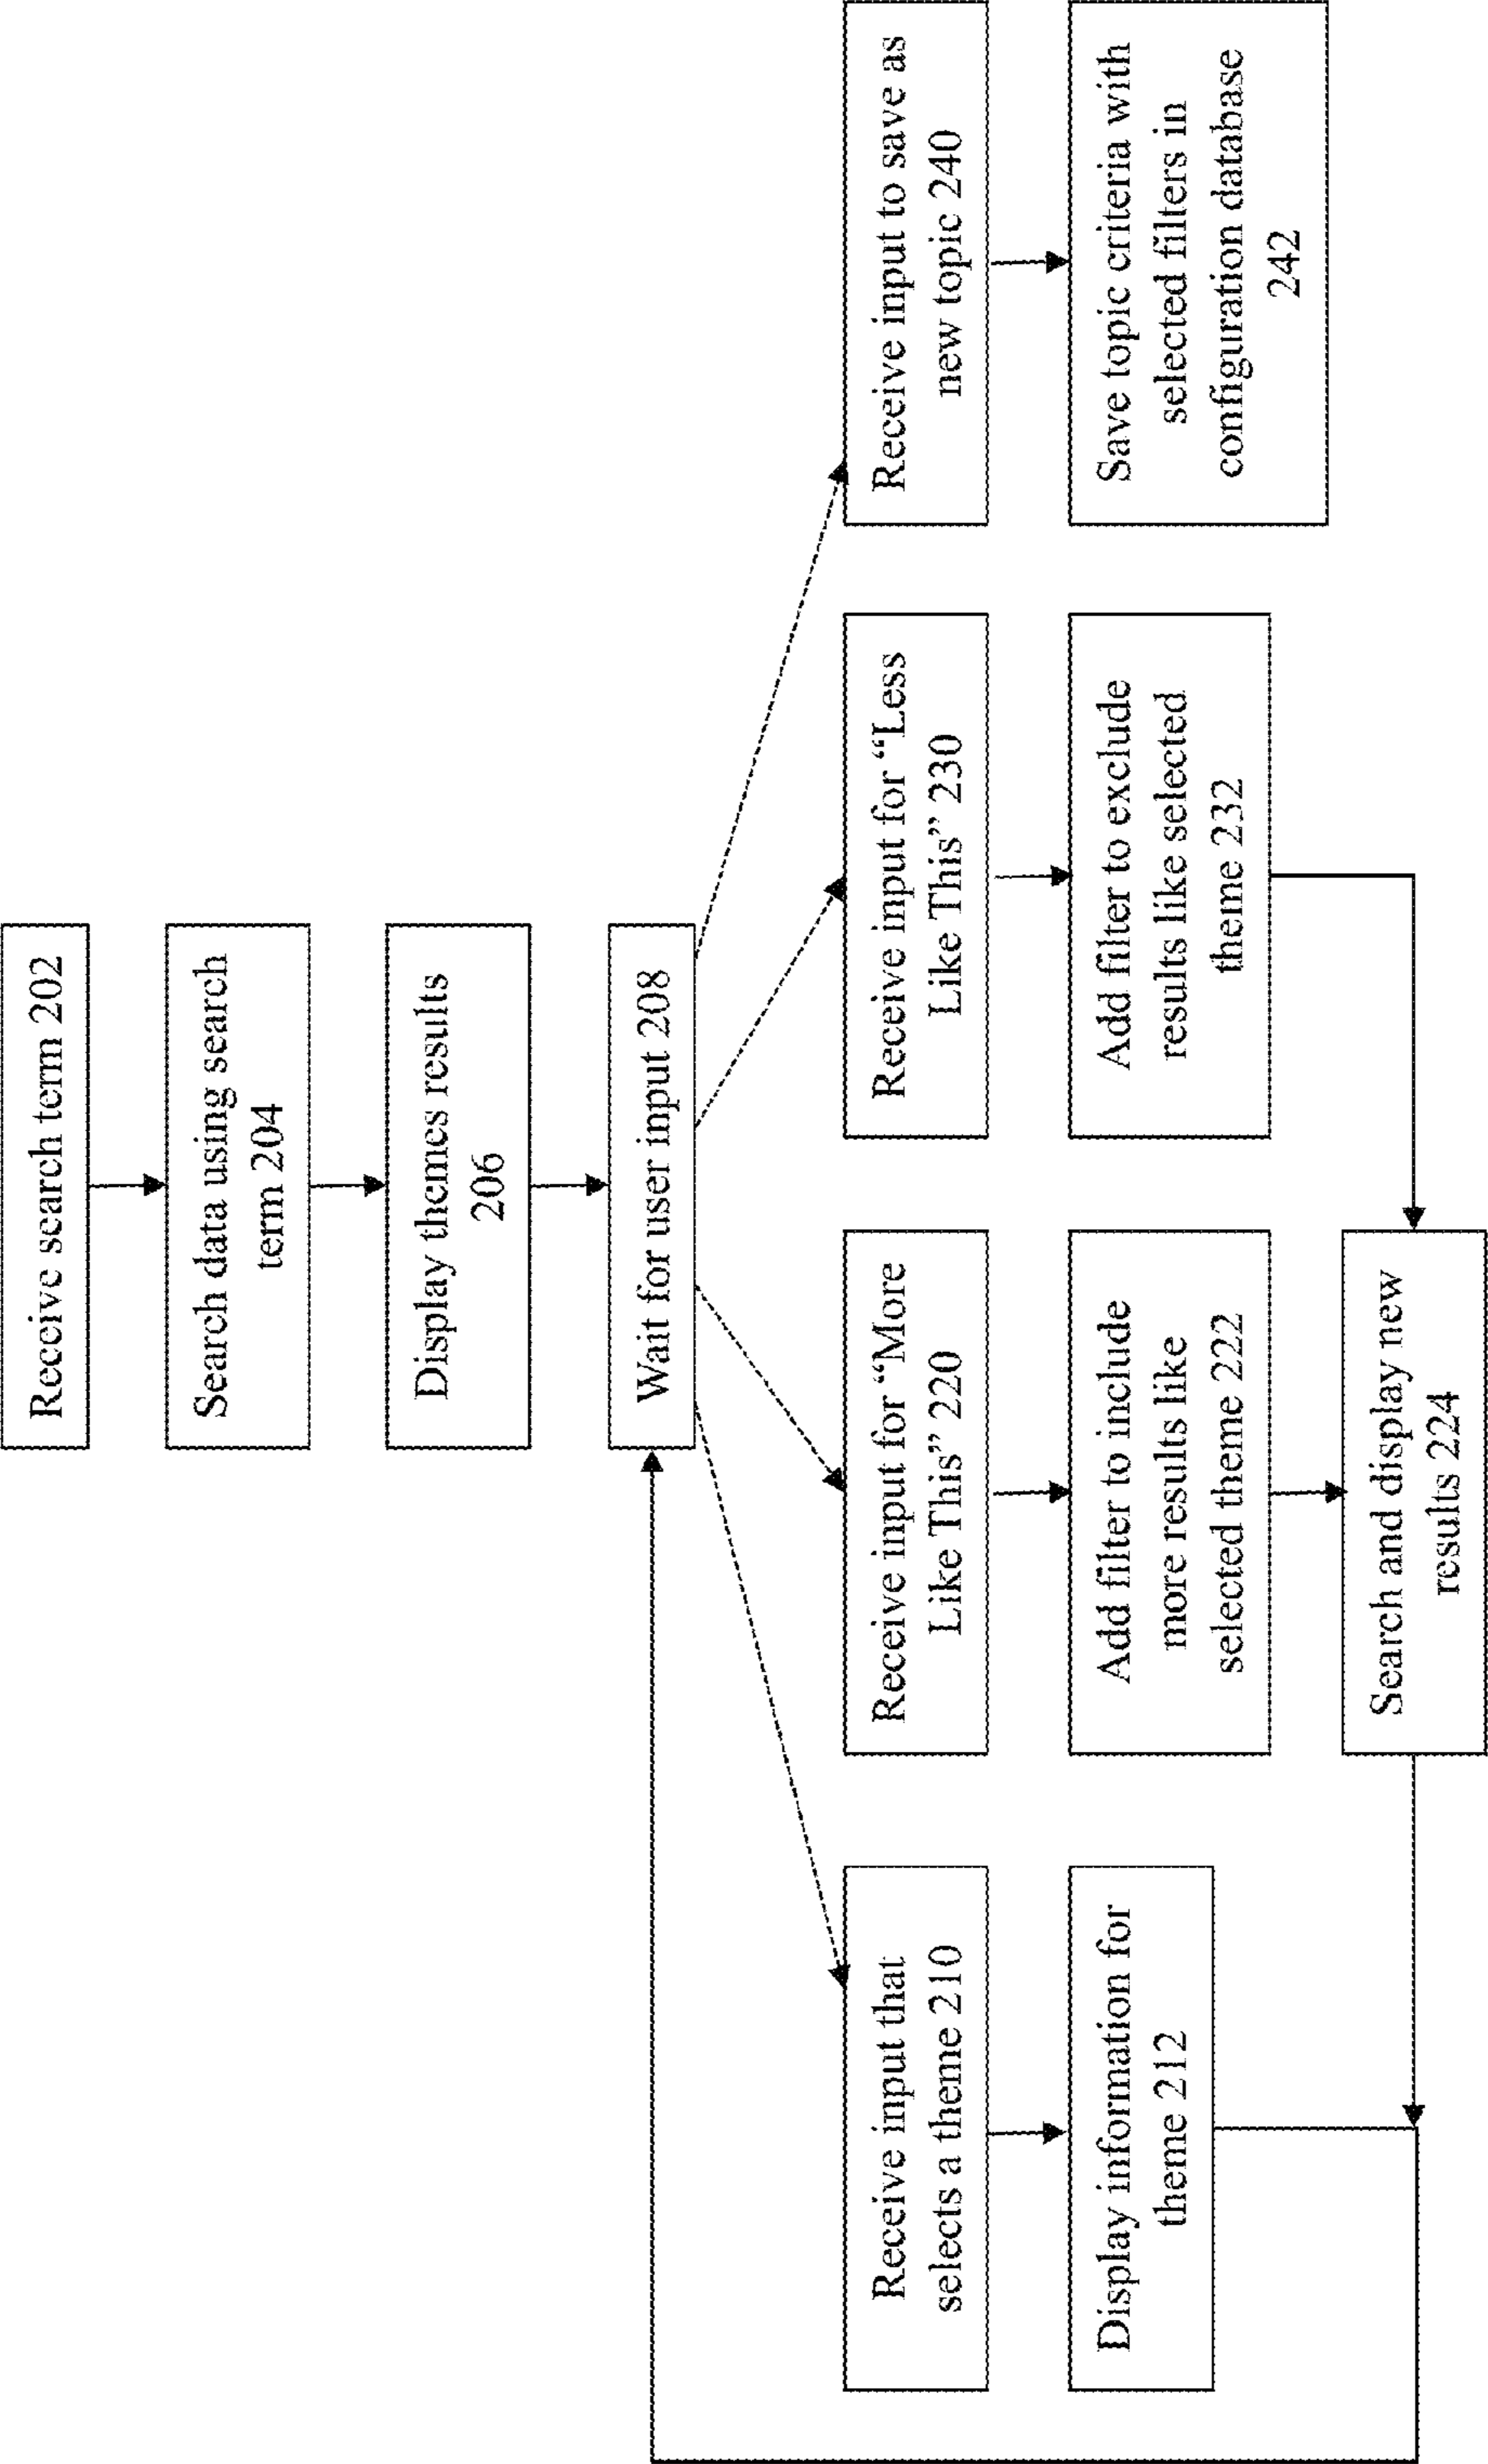 Receive search term 202
Search data using search
term 204
Display themes results
206
Wait for user input 208
Receive input that
selects a theme 210
Display information for
theme 212
Receive input for “More
Like This” 220
Add filter to include
more results like
selected theme 222
Search and display new
results 224
Receive input for “Less
Like This” 230
Add filter to exclude
results like selected
theme 232
Receive input to save as
new topic 240
Save topic criteria with
selected filters in
configuration database
242